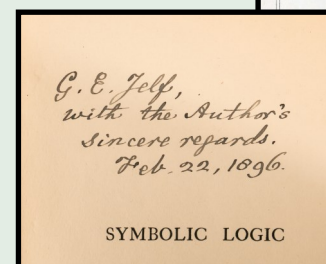 G. E. Jelf,
with the Author's
sincere regards.
Feb. 22, 1896.
SYMBOLIC LOGIC